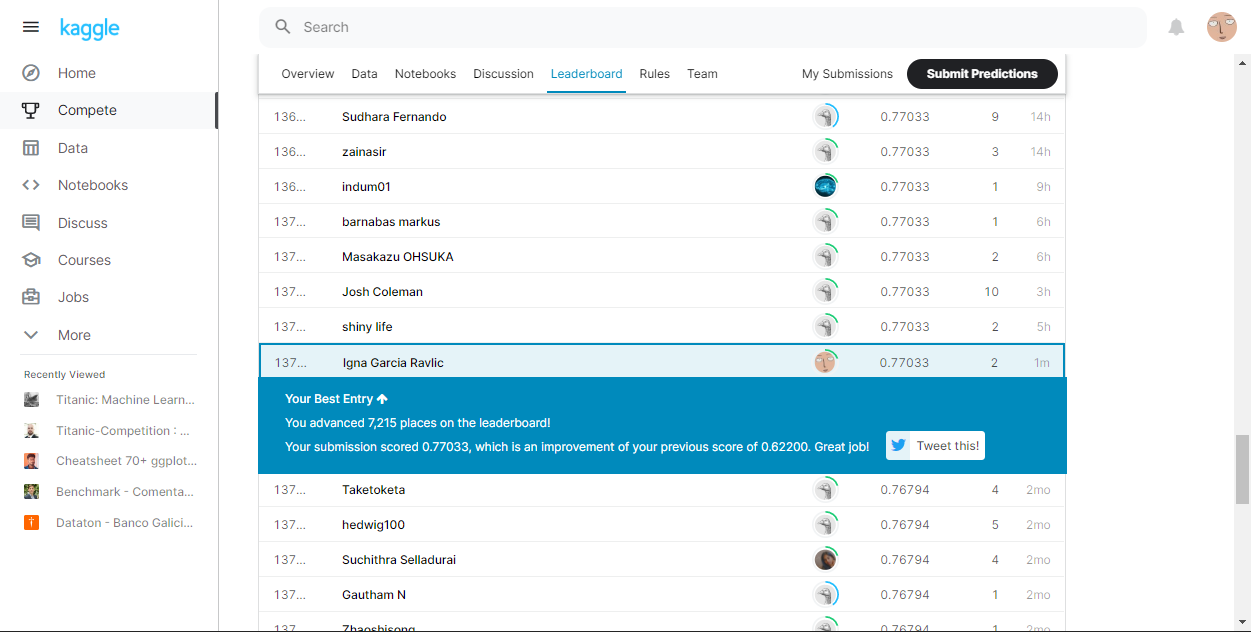 kaggle
Search
Home
Compete
Data
Notebooks
Discuss
Courses
Jobs
More
Recently Viewed
Titanic: Machine Learn...
Titanic-Competition : ...
Cheatsheet 70+ ggplot...
Benchmark - Comenta...
Dataton - Banco Galici...
Overview Data Notebooks Discussion Leaderboard Rules Team My Submissions Submit Predictions
136... Sudhara Fernando 0.77033 9 14h
136... zainasir 0.77033 3 14h
136... indum01 0.77033 1 9h
137... barnabas markus 0.77033 1 6h
137... Masakazu OHSUKA 0.77033 2 6h
137... Josh Coleman 0.77033 10 3h
137... shiny life 0.77033 2 5h
137... Igna Garcia Ravlic 0.77033 2 1m
Your Best Entry
You advanced 7,215 places on the leaderboard!
Your submission scored 0.77033, which is an improvement of your previous score of 0.62200. Great job! Tweet this!
137... Taketoketa 0.76794 4 2mo
137... hedwig100 0.76794 5 2mo
137... Suchithra Selladurai 0.76794 4 2mo
137... Gautham N 0.76794 1 2mo
137... Zhaoshisong 0.76794 1 2mo